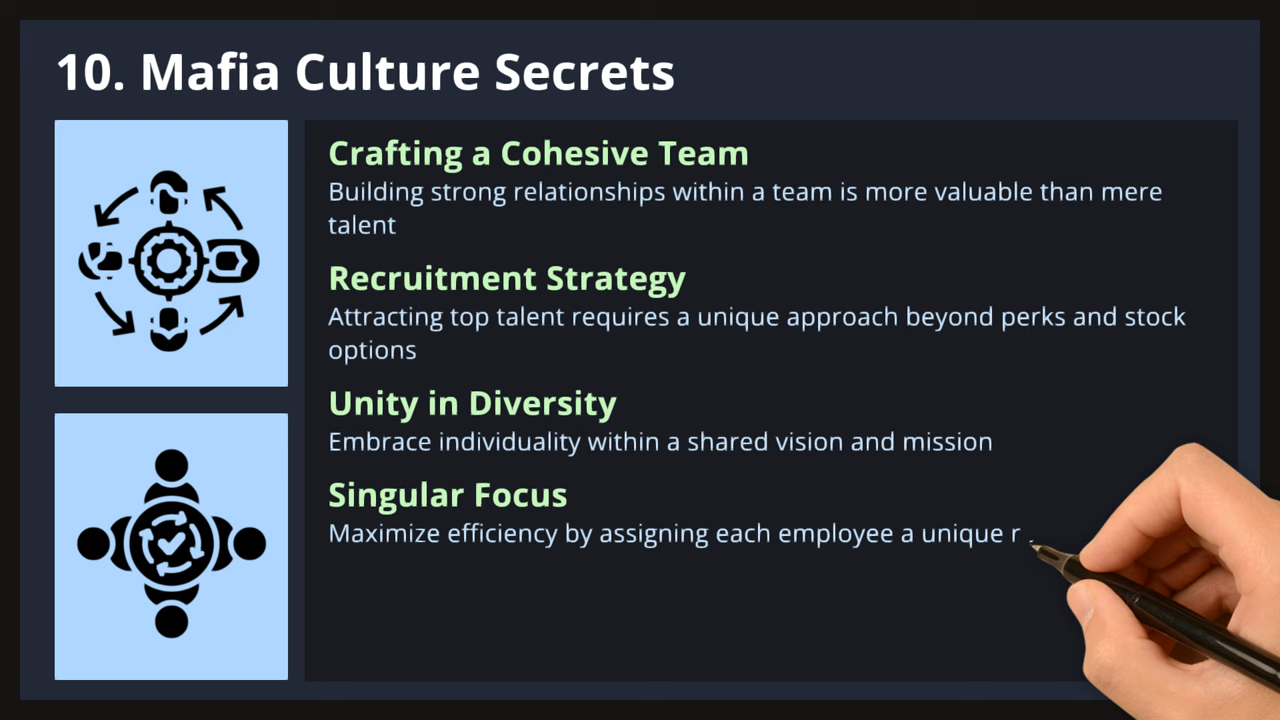 10. Mafia Culture Secrets
Crafting a Cohesive Team
Building strong relationships within a team is more valuable than mere
talent
Recruitment Strategy
Attracting top talent requires a unique approach beyond perks and stock
options
Unity in Diversity
Embrace individuality within a shared vision and mission
Singular Focus
Maximize efficiency by assigning each employee a unique r